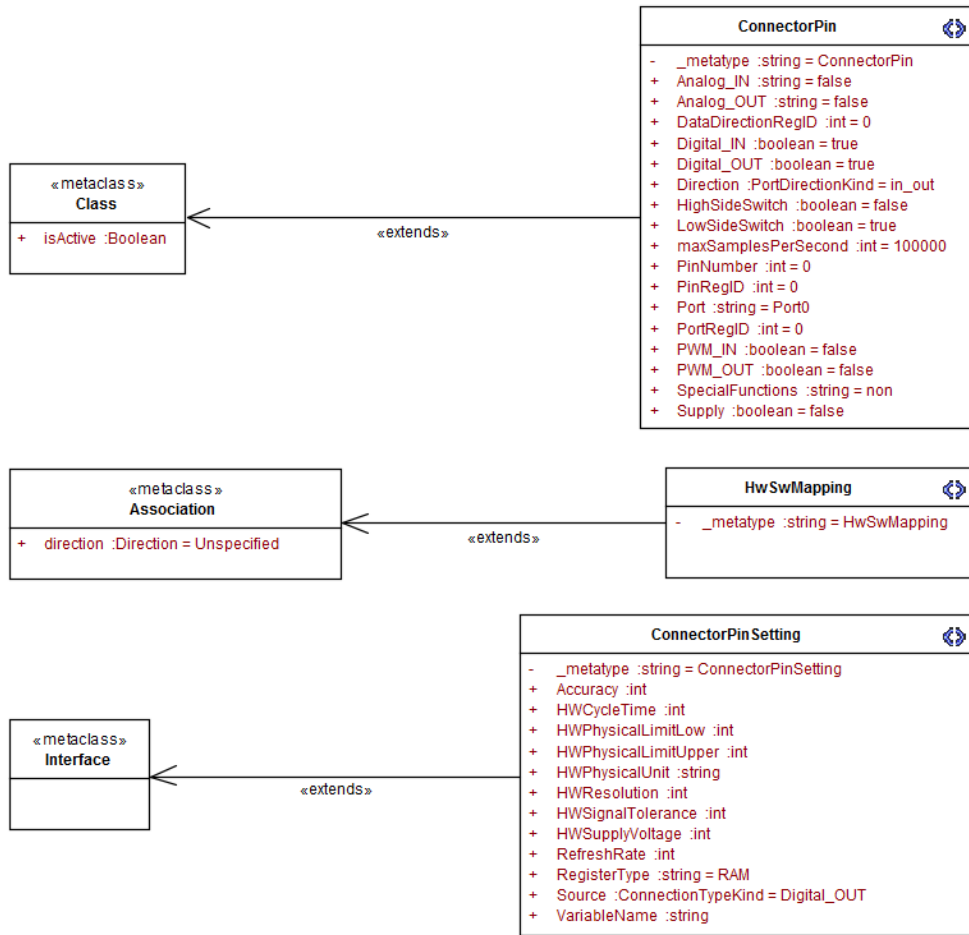 ConnectorPin
- _metatype :string = ConnectorPin
+ Analog_IN :string = false
+ Analog_OUT :string = false
+ DataDirectionRegID :int = 0
+ Digital_IN :boolean = true
+ Digital_OUT :boolean = true
+ Direction :PortDirectionKind = in_out
+ HighSideSwitch :boolean = false
+ LowSideSwitch :boolean = true
+ maxSamplesPerSecond :int = 100000
+ PinNumber :int = 0
+ PinRegID :int = 0
+ Port :string = Port0
+ PortRegID :int = 0
+ PWM_IN :boolean = false
+ PWM_OUT :boolean = false
+ SpecialFunctions :string = non
+ Supply :boolean = false
«metaclass»
Class
+ isActive :Boolean
«extends»
«metaclass»
Association
+ direction :Direction = Unspecified
«extends»
HwSwMapping
- _metatype :string = HwSwMapping
ConnectorPinSetting
- _metatype :string = ConnectorPinSetting
+ Accuracy :int
+ HWCycleTime :int
+ HWPhysicalLimitLow :int
+ HWPhysicalLimitUpper :int
+ HWPhysicalUnit :string
+ HWResolution :int
+ HWSignalTolerance :int
+ HWSupplyVoltage :int
+ RefreshRate :int
+ RegisterType :string = RAM
+ Source :ConnectionTypeKind = Digital_OUT
+ VariableName :string
«metaclass»
Interface
«extends»